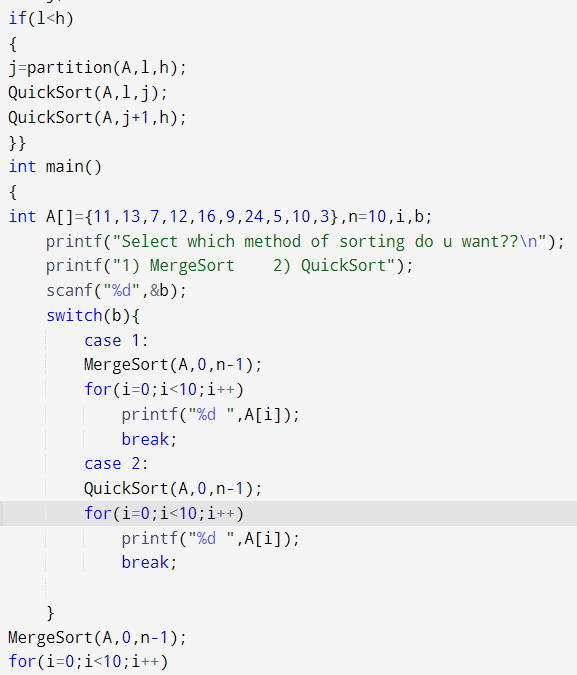 if(l<h)
{
j=partition(A,l,h);
QuickSort(A,l,j);
QuickSort(A,j+1,h);
}}
int main()
{
int A[]={11,13,7,12,16,9,24,5,10,3},n=10,i,b;
    printf("Select which method of sorting do u want??\n");
    printf("1) MergeSort    2) QuickSort");
    scanf("%d",&b);
    switch(b){
        case 1:
        MergeSort(A,0,n-1);
        for(i=0;i<10;i++)
            printf("%d ",A[i]);
            break;
        case 2:
        QuickSort(A,0,n-1);
        for(i=0;i<10;i++)
            printf("%d ",A[i]);
            break;
    }
MergeSort(A,0,n-1);
for(i=0;i<10;i++)